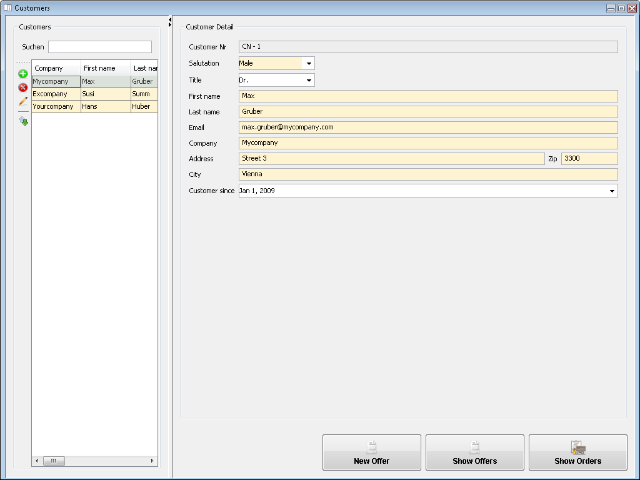 Customers
Customers
Suchen
Company First name Last nar
Mycompany Max Gruber
Excompany Susi Summ
Yourcompany Hans Huber
Customer Detail
Customer Nr CN - 1
Salutation Male
Title Dr.
First name Max
Last name Gruber
Email max.gruber@mycompany.com
Company Mycompany
Address Street 3 Zip 3300
City Vienna
Customer since Jan 1, 2009
New Offer Show Offers Show Orders